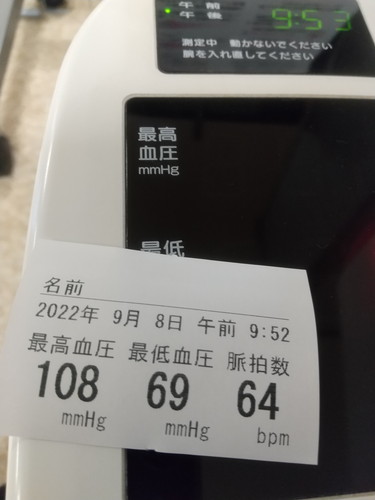 午前
午後
9:53
測定中 動かないでください
腕を入れ直してください
最高
血圧
mmHg
最低
名前
2022年 9月 8日 午前 9:52
最高血圧 最低血圧 脈拍数
108 69 64
mmHg mmHg bpm